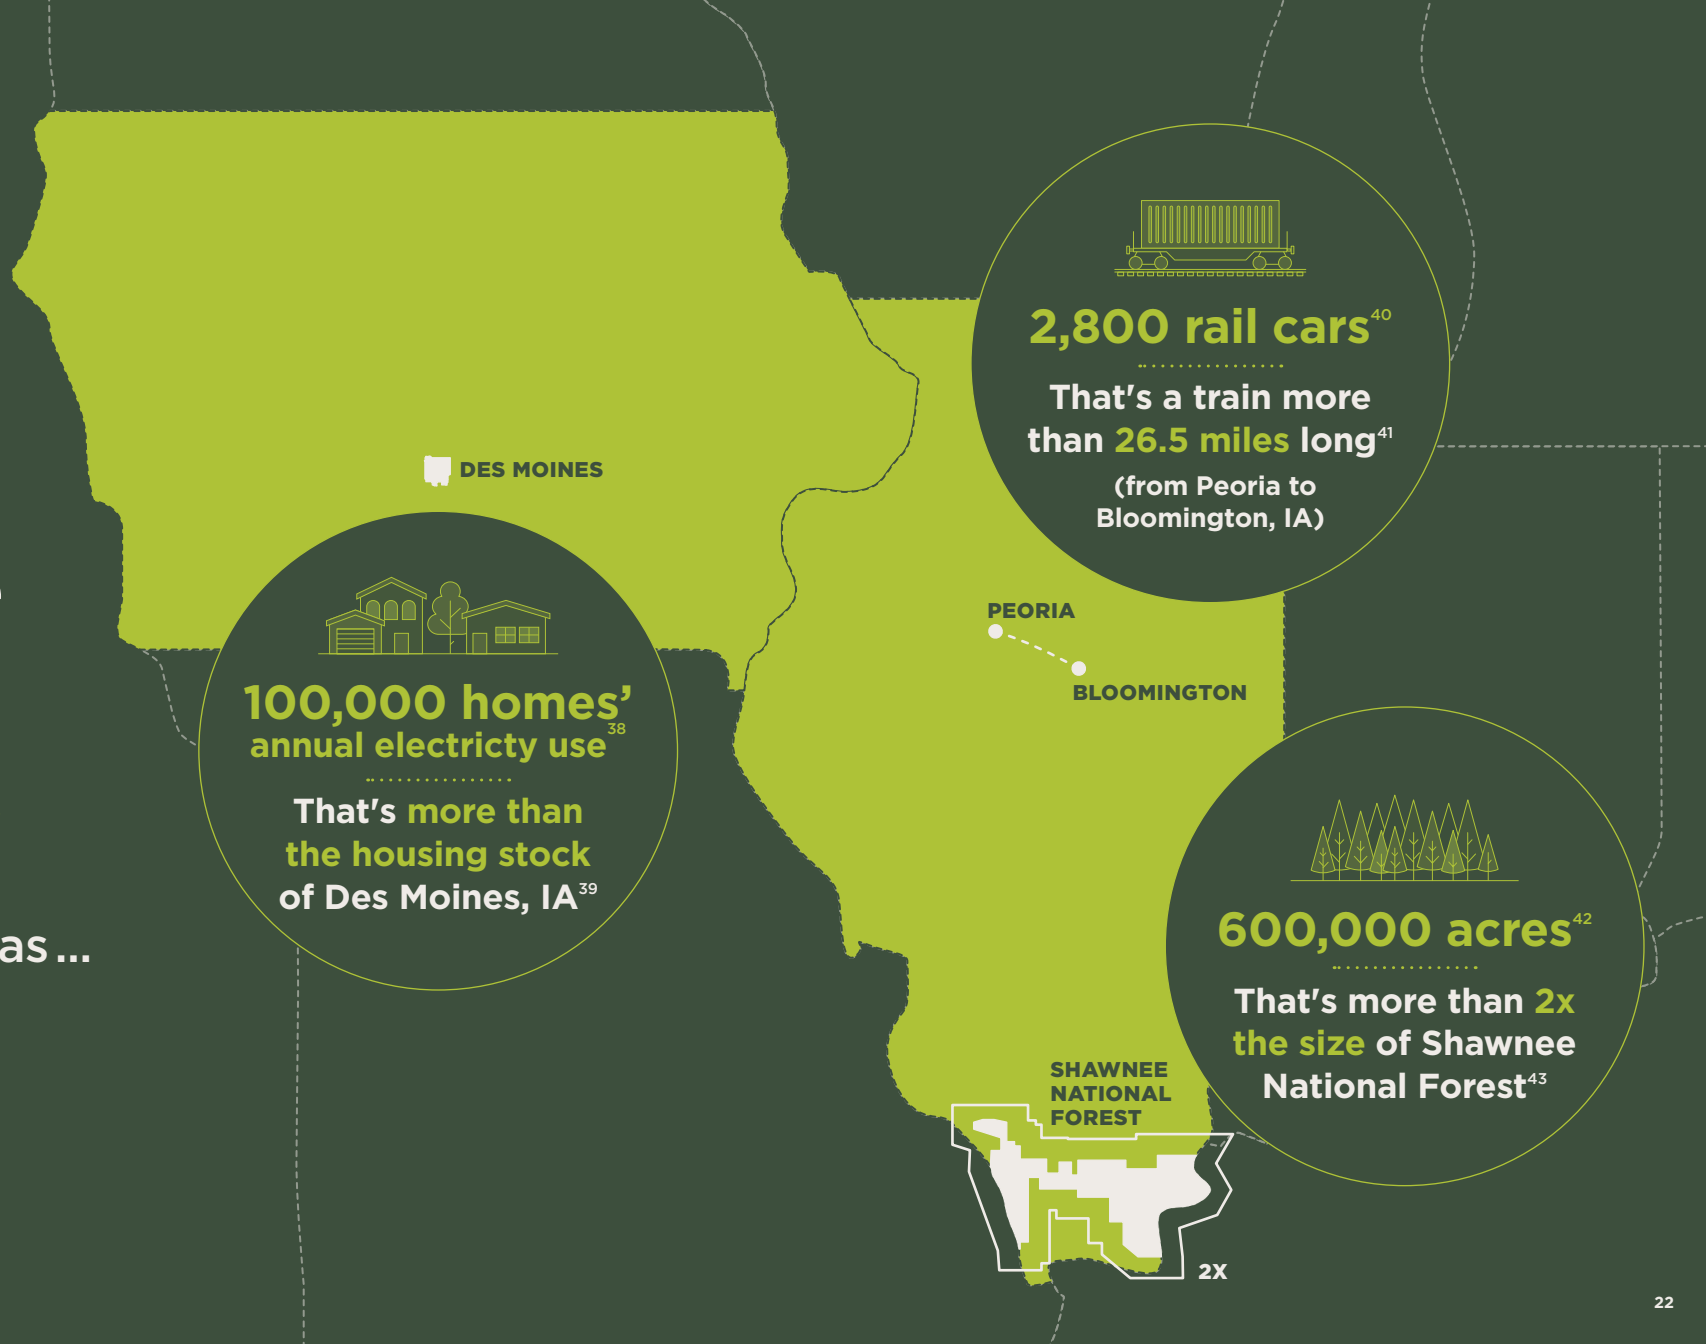 2,800 rail cars40
That's a train more
than 26.5 miles long41
(from Peoria to
Bloomington, IA)
DES MOINES
PEORIA
BLOOMINGTON
100,000 homes’
annual electricty use38
That's more than
the housing stock
of Des Moines, IA39
as ...
600,000 acres42
That's more than 2x
the size of Shawnee
National Forest43
SHAWNEE
NATIONAL
FOREST
2X
22